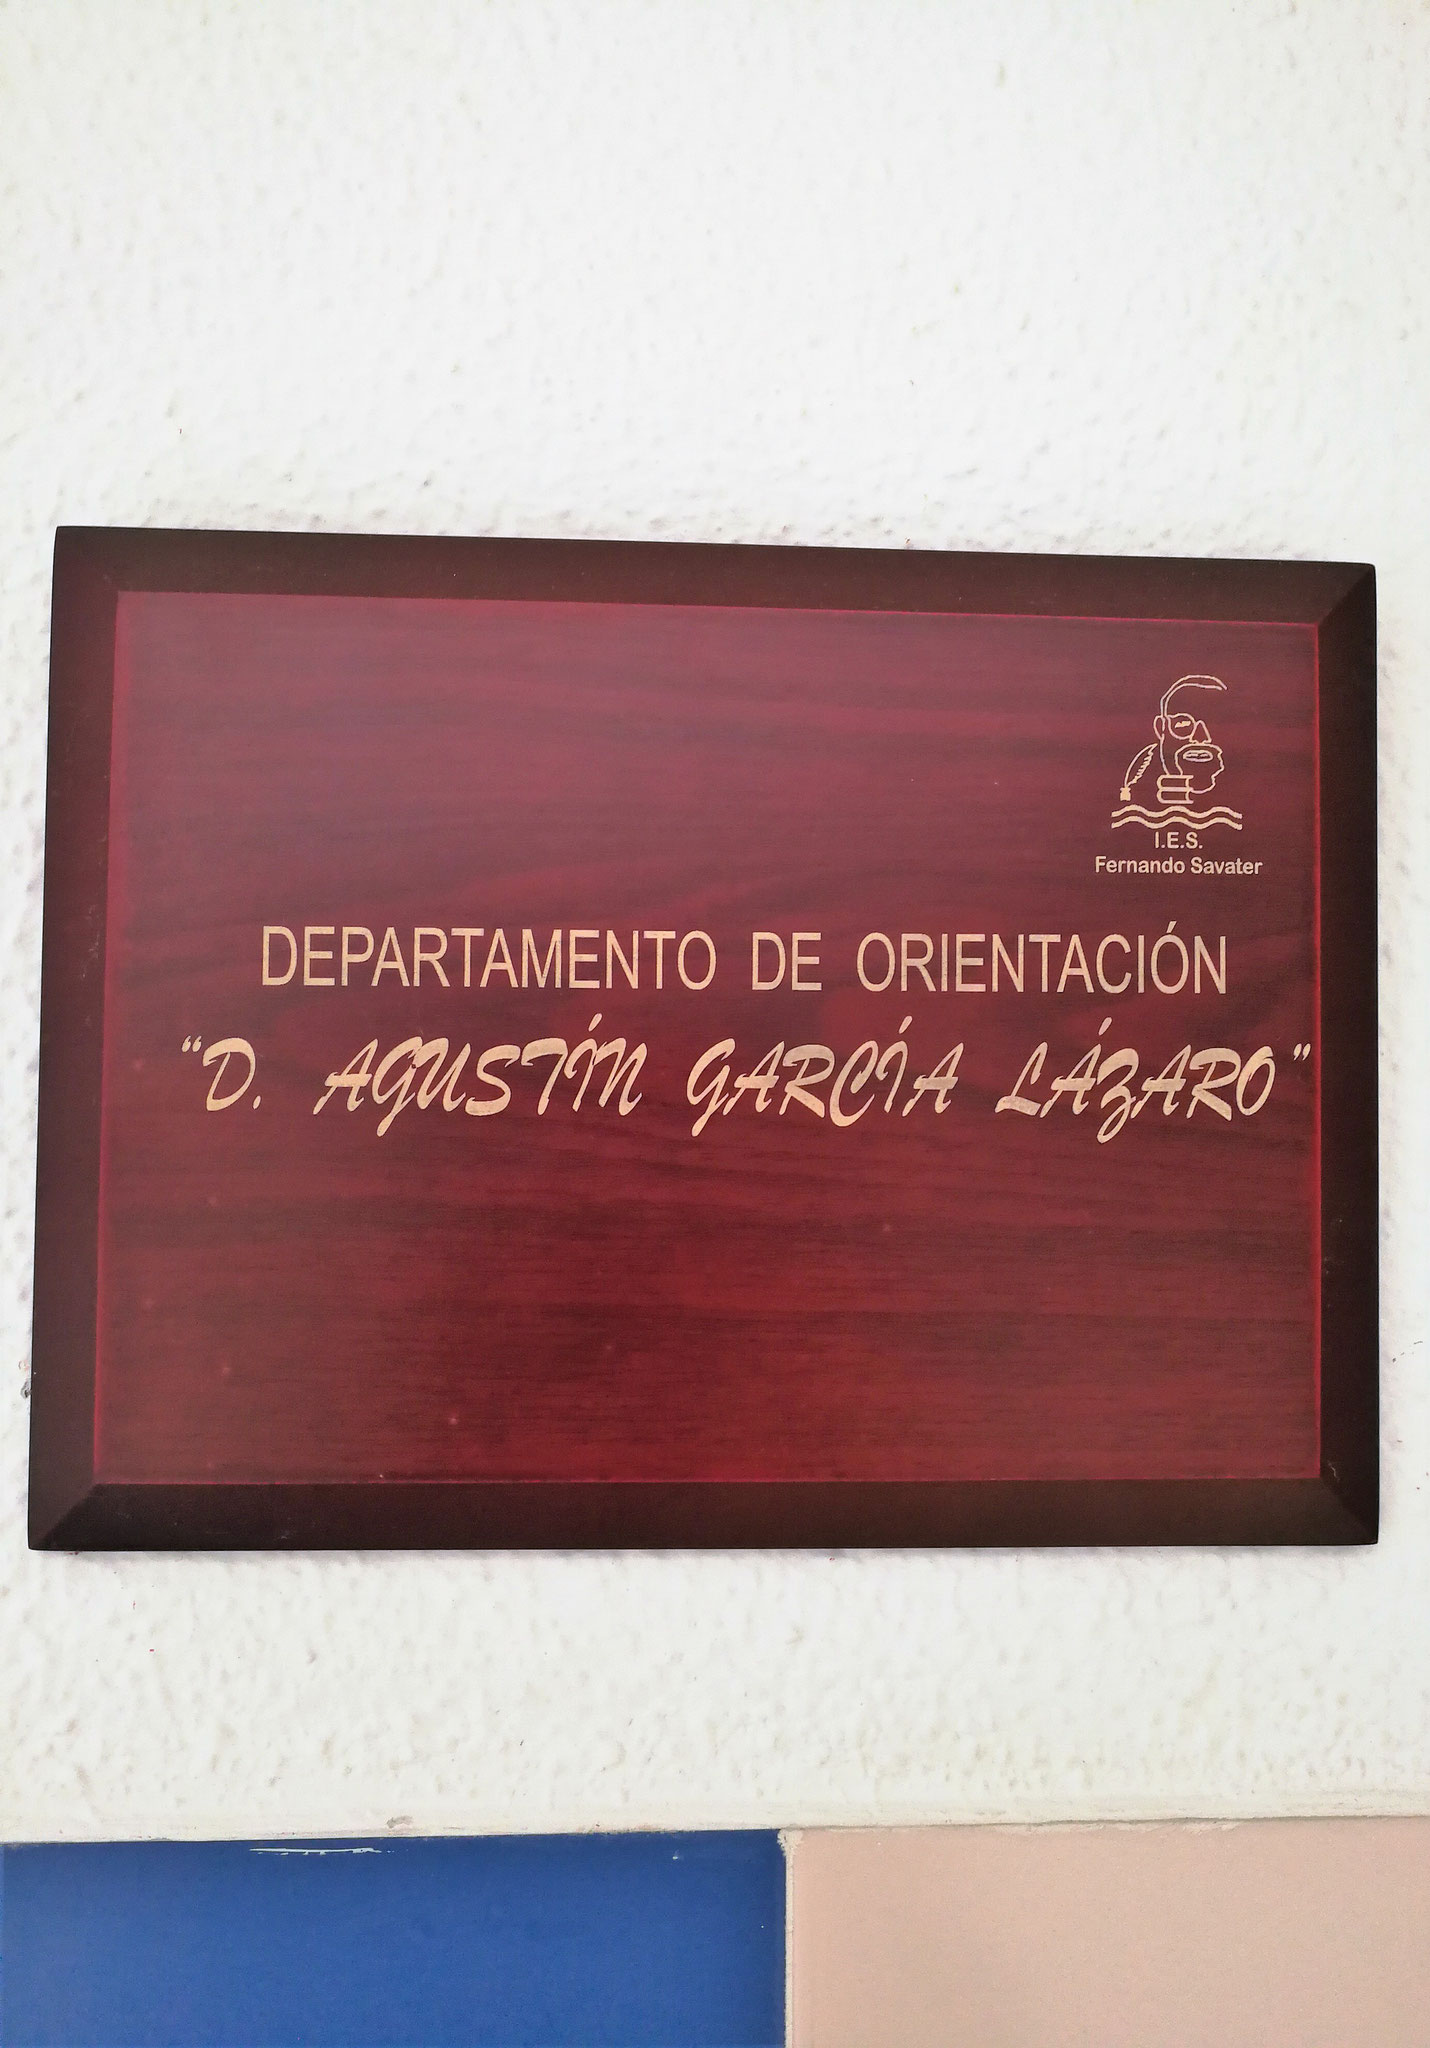 I.E.S.
Fernando Savater
DEPARTAMENTO DE ORIENTACIÓN
“D. AGUSTÍN GARCÍA LÁZARO”